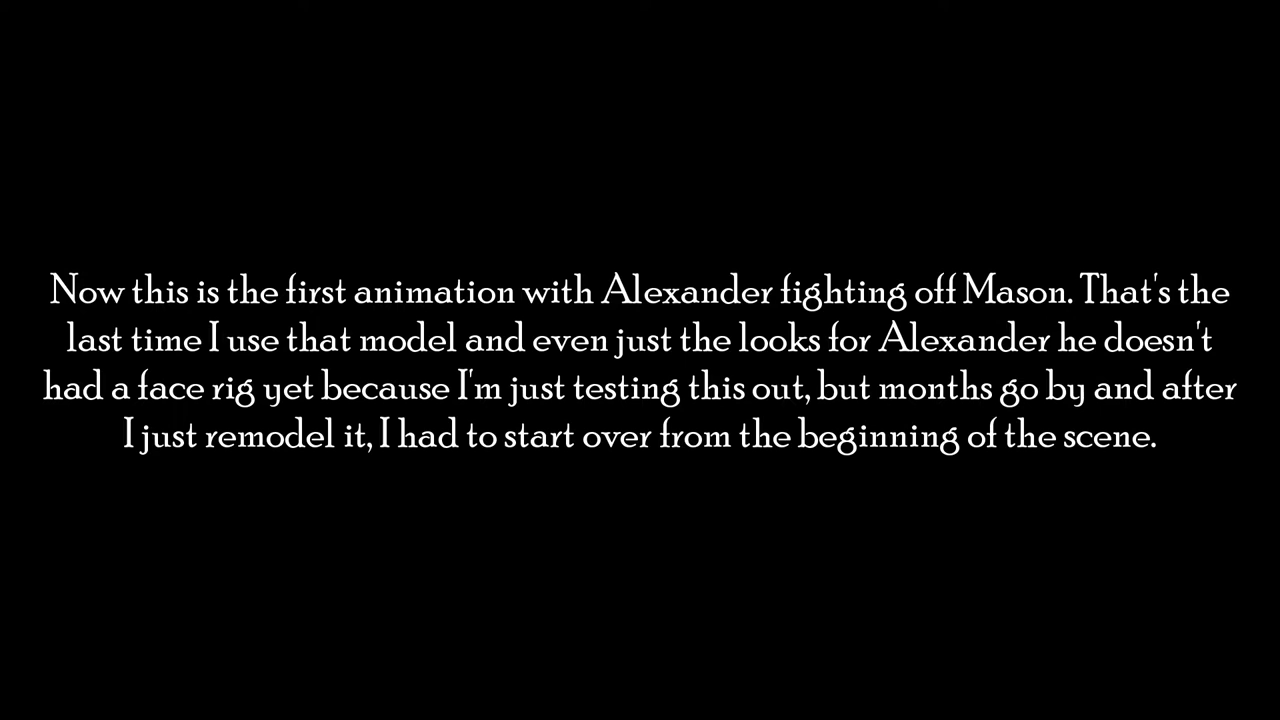 Now this is the first animation with Alexander fighting off Mason. That's the
last time I use that model and even just the looks for Alexander he doesn't
had a face rig yet because I'm just testing this out, but months go by and after
I just remodel it, I had to start over from the beginning of the scene.